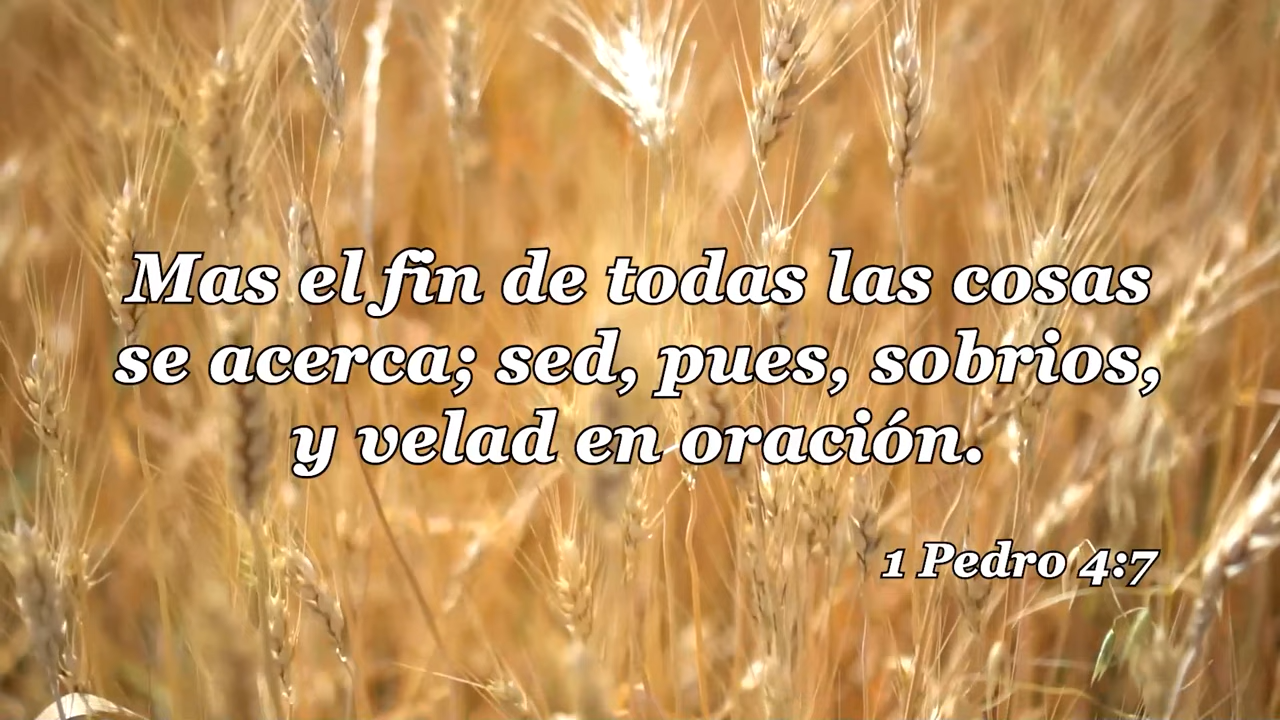 Mas el fin de todas las cosas
se acerca; sed, pues, sobrios,
y velad en oración.
1 Pedro 4:7